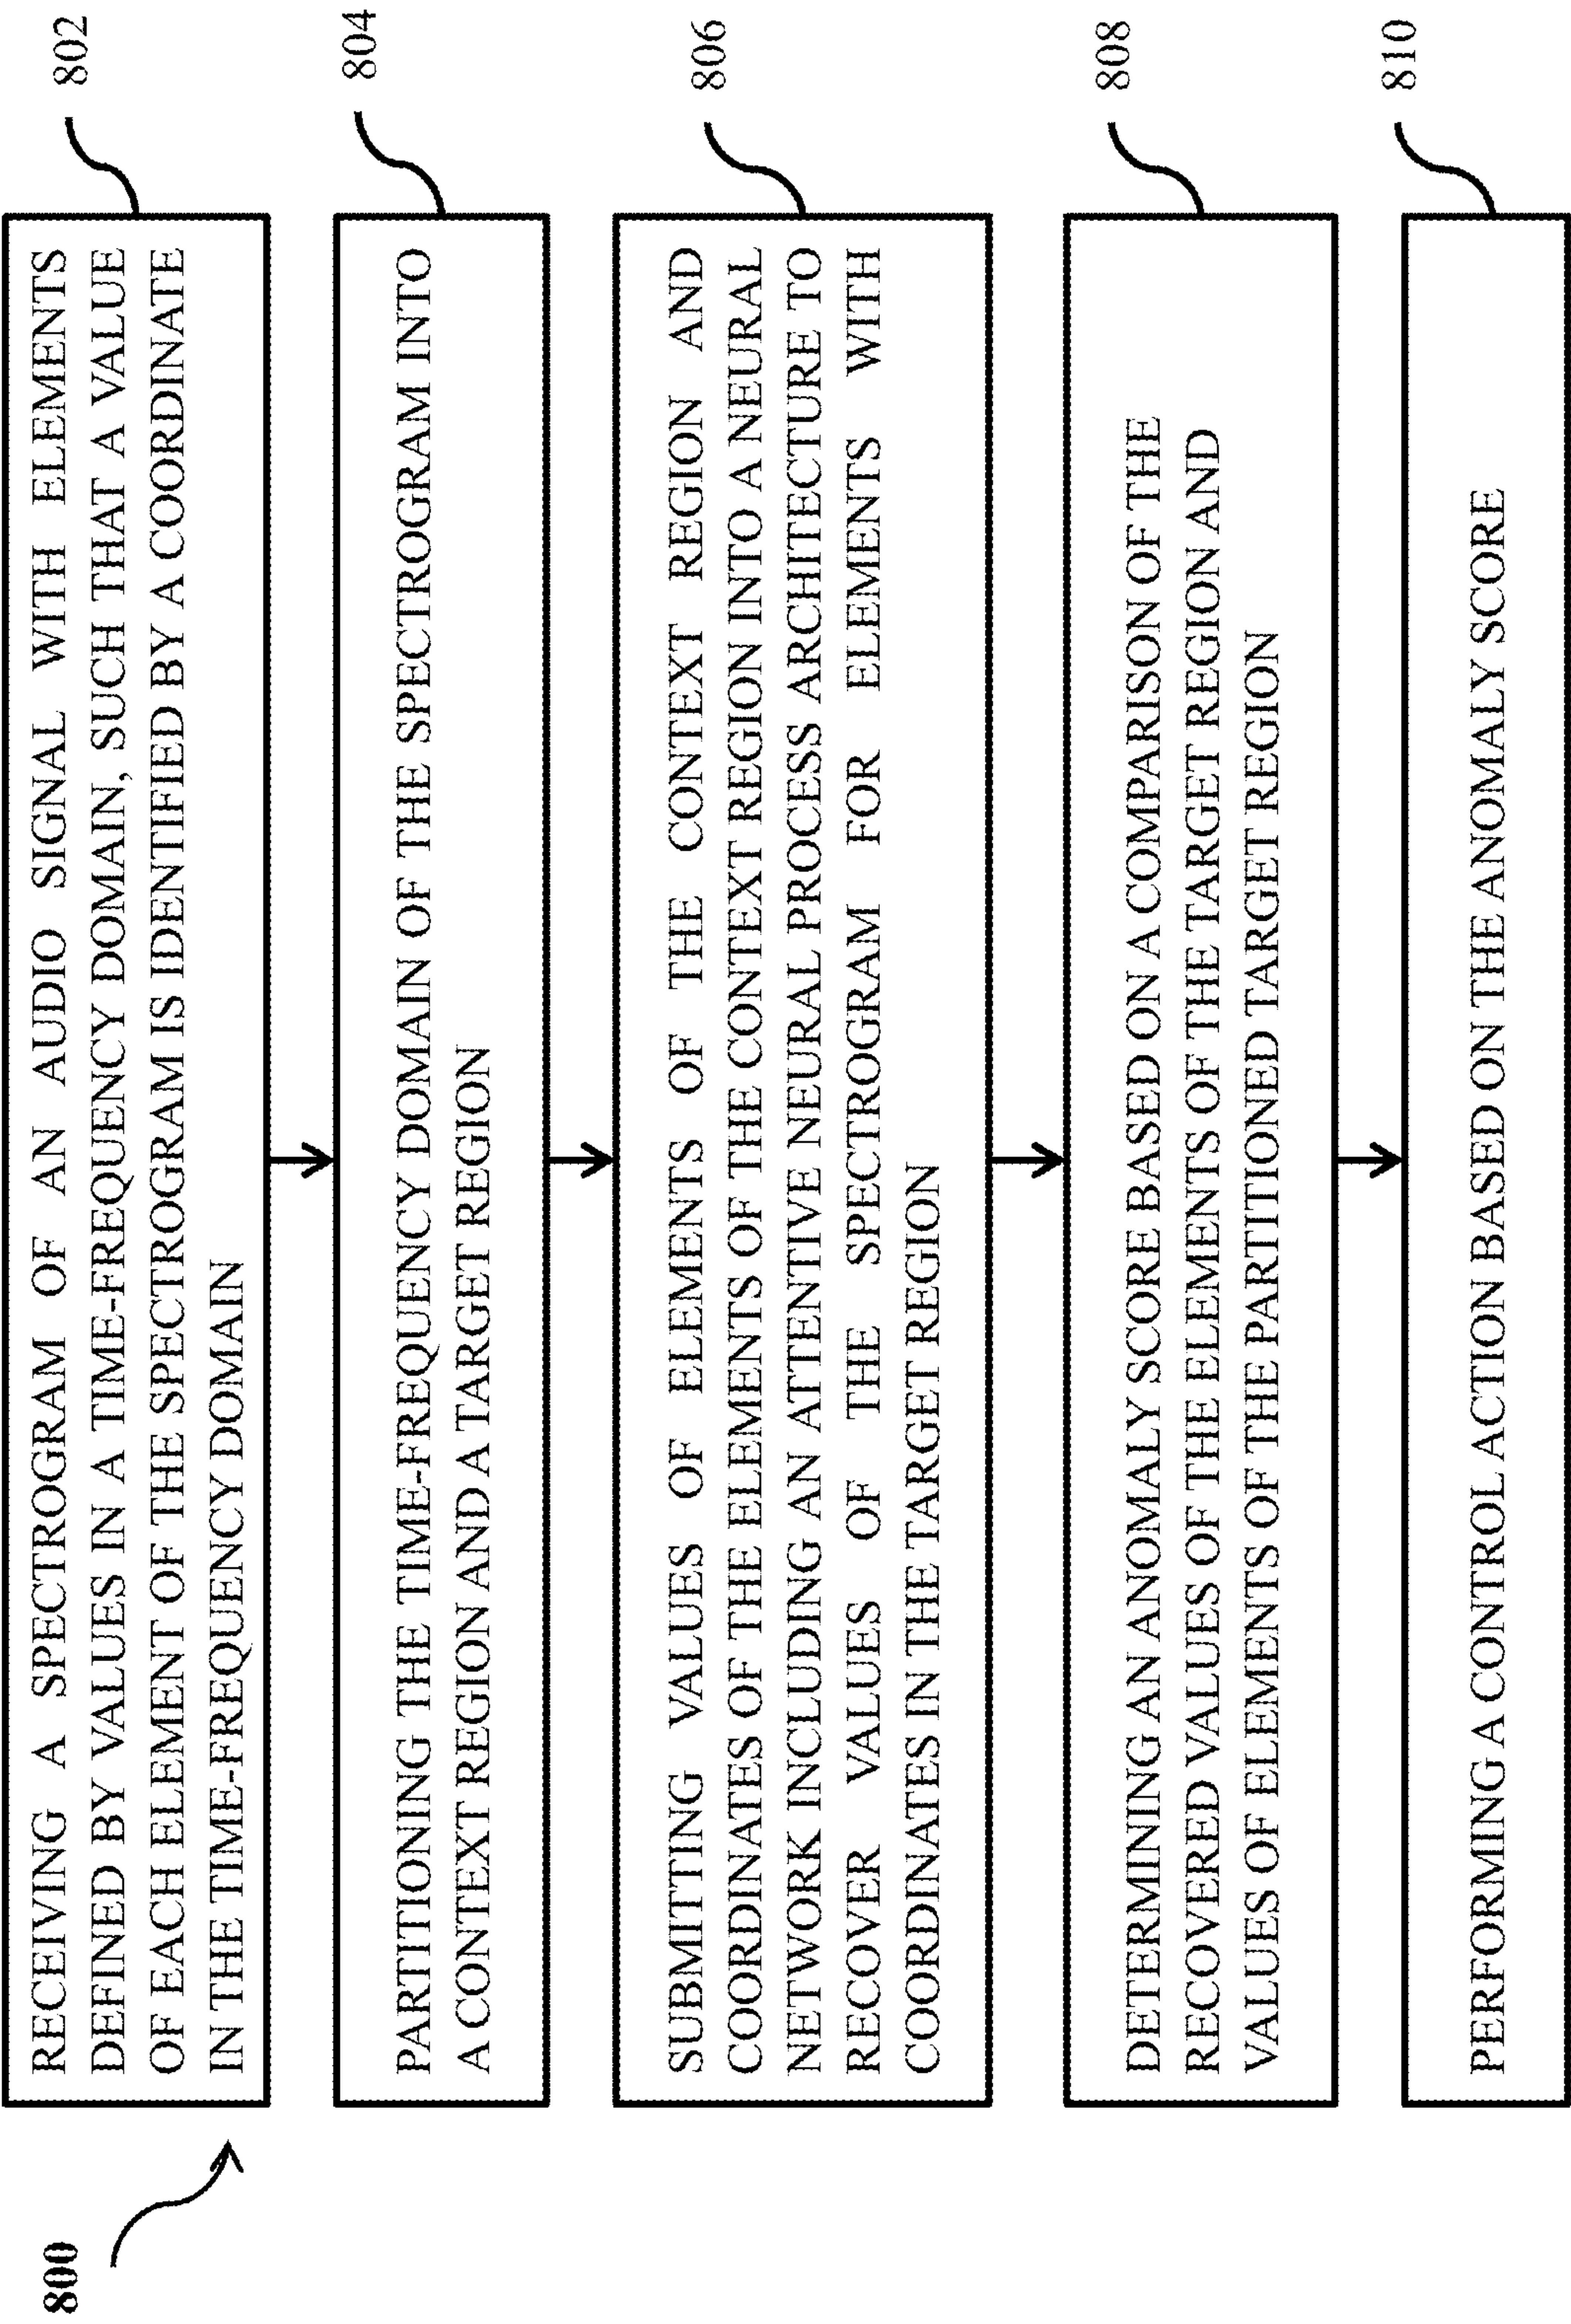 800
RECEIVING A SPECTROGRAM OF AN AUDIO SIGNAL WITH ELEMENTS
DEFINED BY VALUES IN A TIME-FREQUENCY DOMAIN, SUCH THAT A VALUE
OF EACH ELEMENT OF THE SPECTROGRAM IS IDENTIFIED BY A COORDINATE
IN THE TIME-FREQUENCY DOMAIN
802
PARTITIONING THE TIME-FREQUENCY DOMAIN OF THE SPECTROGRAM INTO
A CONTEXT REGION AND A TARGET REGION
804
SUBMITTING VALUES OF ELEMENTS OF THE CONTEXT REGION AND
COORDINATES OF THE ELEMENTS OF THE CONTEXT REGION INTO A NEURAL
NETWORK INCLUDING AN ATTENTIVE NEURAL PROCESS ARCHITECTURE TO
RECOVER VALUES OF THE SPECTROGRAM FOR ELEMENTS WITH
COORDINATES IN THE TARGET REGION
806
DETERMINING AN ANOMALY SCORE BASED ON A COMPARISON OF THE
RECOVERED VALUES OF THE ELEMENTS OF THE TARGET REGION AND
VALUES OF ELEMENTS OF THE PARTITIONED TARGET REGION
808
PERFORMING A CONTROL ACTION BASED ON THE ANOMALY SCORE
810